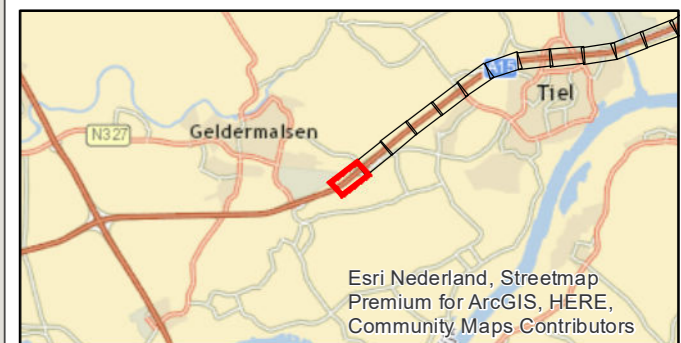 A15
Tiel
N327
Geldermalsen
Esri Nederland, Streetmap
Premium for ArcGIS, HERE,
Community Maps Contributors